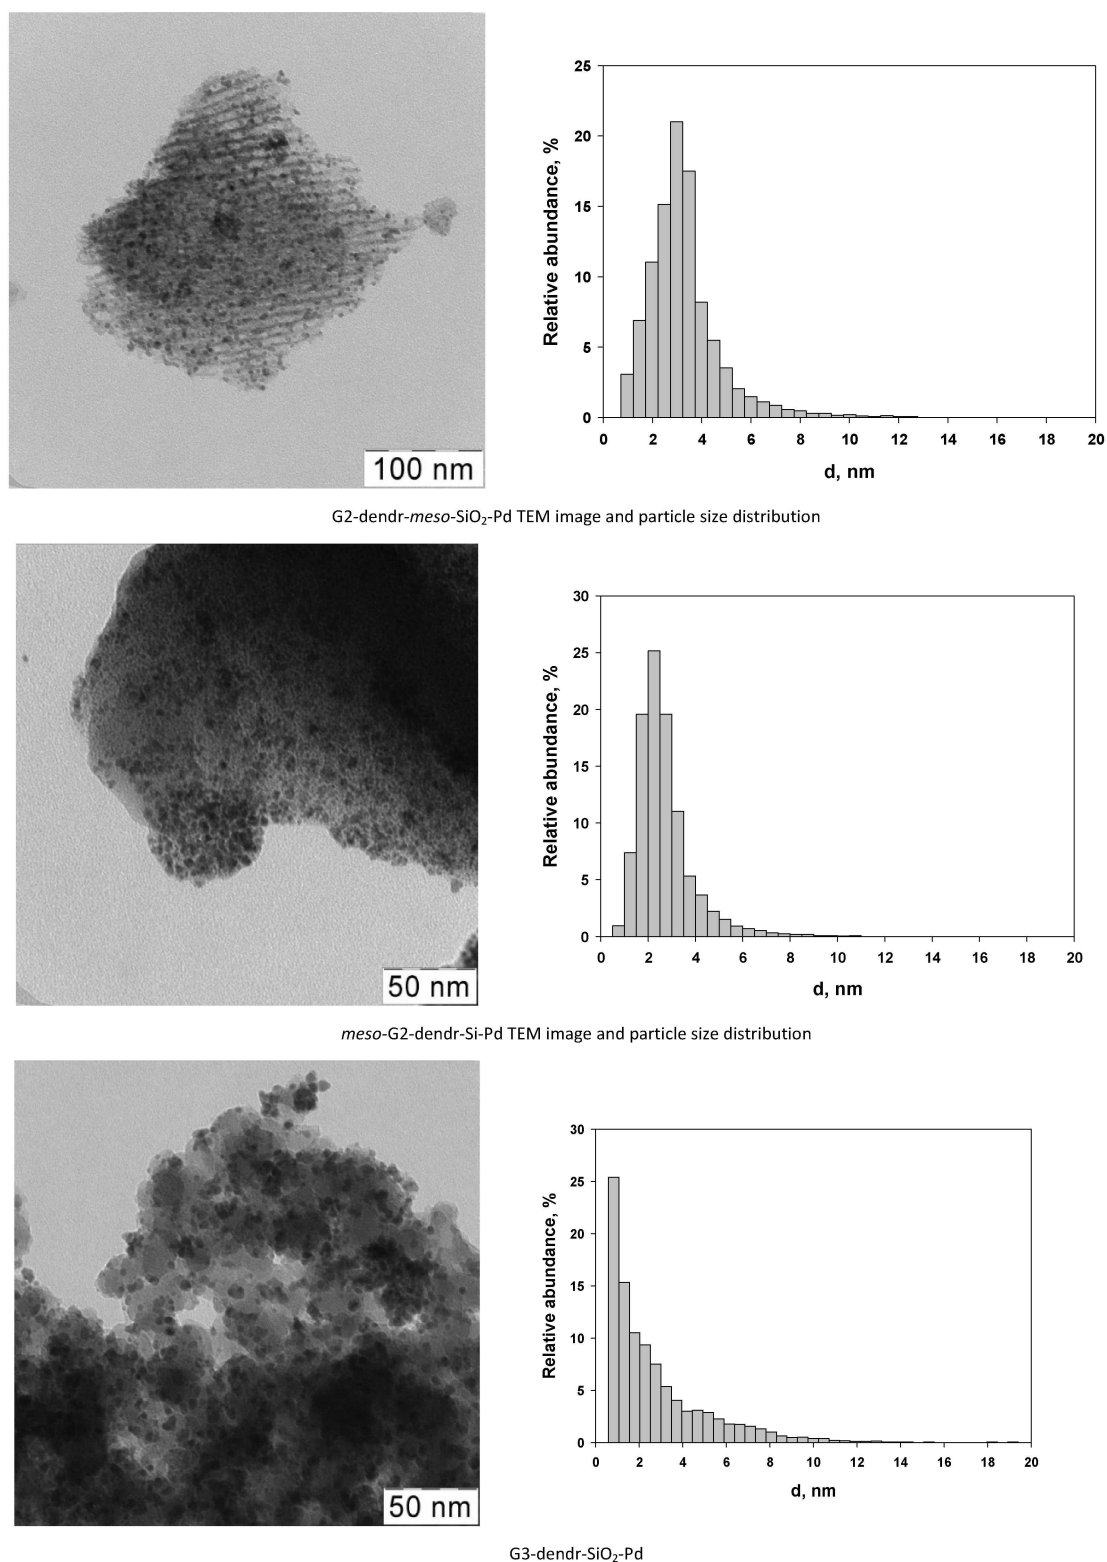 100 nm
25
20
15
10
5
0
Relative abundance, %
0 2 4 6 8 10 12 14 16 18 20
d, nm
G2-dendr-meso-SiO₂-Pd TEM image and particle size distribution
50 nm
30
25
20
15
10
5
0
Relative abundance, %
0 2 4 6 8 10 12 14 16 18 20
d, nm
meso-G2-dendr-Si-Pd TEM image and particle size distribution
50 nm
30
25
20
15
10
5
0
Relative abundance, %
0 2 4 6 8 10 12 14 16 18 20
d, nm
G3-dendr-SiO₂-Pd